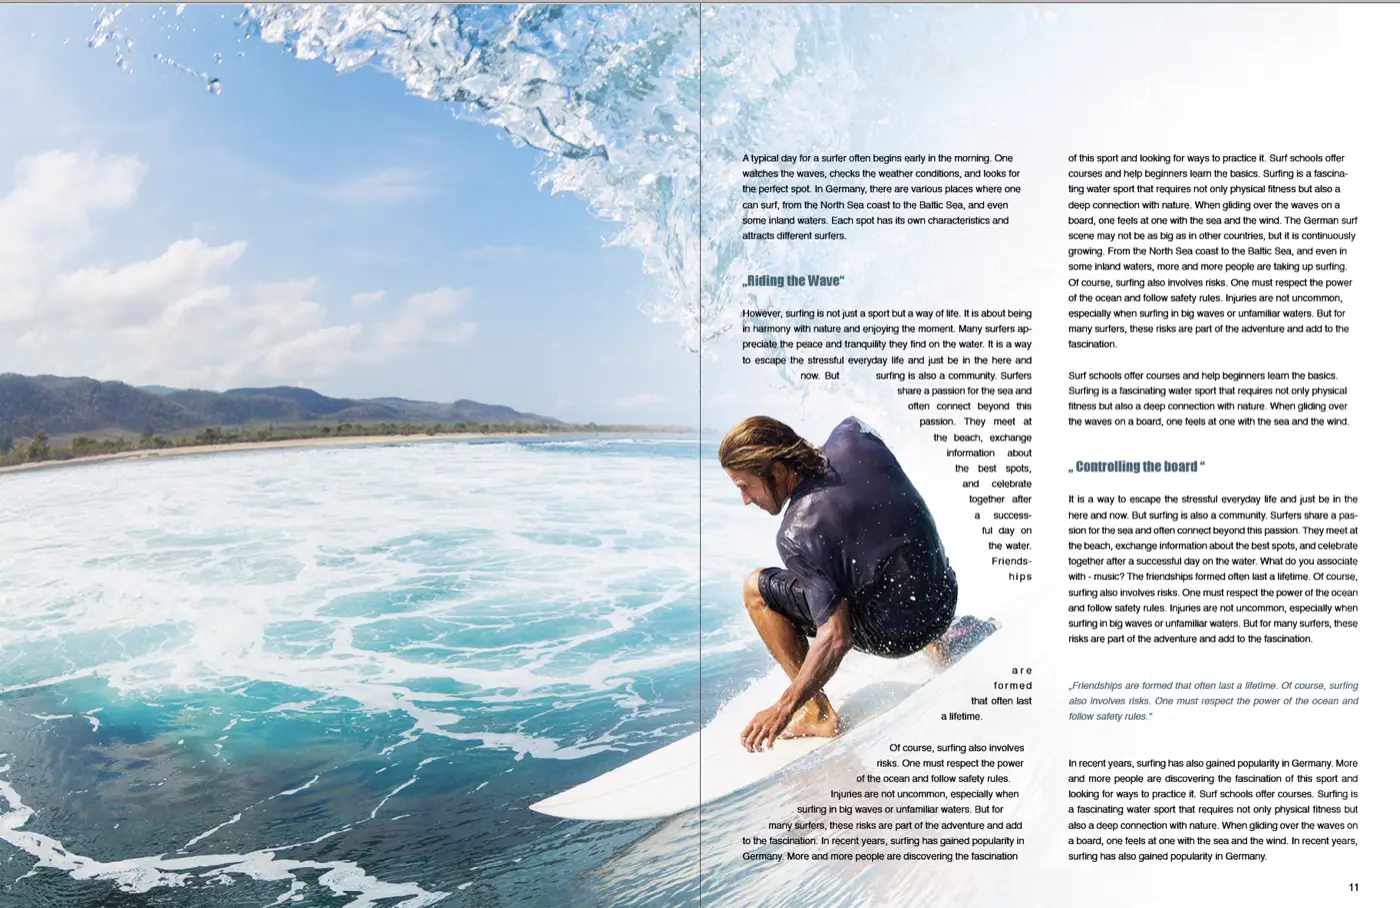 A typical day for a surfer often begins early in the morning. One
watches the waves, checks the weather conditions, and looks for
the perfect spot. In Germany, there are various places where one
can surf, from the North Sea coast to the Baltic Sea, and even
some inland waters. Each spot has its own characteristics and
attracts different surfers.
„Riding the Wave“
However, surfing is not just a sport but a way of life. It is about being
in harmony with nature and enjoying the moment. Many surfers ap-
preciate the peace and tranquility they find on the water. It is a way
to escape the stressful everyday life and just be in the here and
now. But surfing is also a community. Surfers
share a passion for the sea and
often connect beyond this
passion. They meet at
the beach, exchange
information about
the best spots,
and celebrate
together after
a success-
ful day on
the water.
Friends-
hips
are
formed
that often last
a lifetime.
Of course, surfing also involves
risks. One must respect the power
of the ocean and follow safety rules.
Injuries are not uncommon, especially when
surfing in big waves or unfamiliar waters. But for
many surfers, these risks are part of the adventure and add
to the fascination. In recent years, surfing has gained popularity in
Germany. More and more people are discovering the fascination
of this sport and looking for ways to practice it. Surf schools offer
courses and help beginners learn the basics. Surfing is a fascina-
ting water sport that requires not only physical fitness but also a
deep connection with nature. When gliding over the waves on a
board, one feels at one with the sea and the wind. The German surf
scene may not be as big as in other countries, but it is continuously
growing. From the North Sea coast to the Baltic Sea, and even in
some inland waters, more and more people are taking up surfing.
Of course, surfing also involves risks. One must respect the power
of the ocean and follow safety rules. Injuries are not uncommon,
especially when surfing in big waves or unfamiliar waters. But for
many surfers, these risks are part of the adventure and add to the
fascination.
Surf schools offer courses and help beginners learn the basics.
Surfing is a fascinating water sport that requires not only physical
fitness but also a deep connection with nature. When gliding over
the waves on a board, one feels at one with the sea and the wind.
„ Controlling the board “
It is a way to escape the stressful everyday life and just be in the
here and now. But surfing is also a community. Surfers share a pas-
sion for the sea and often connect beyond this passion. They meet at
the beach, exchange information about the best spots, and celebrate
together after a successful day on the water. What do you associate
with - music? The friendships formed often last a lifetime. Of course,
surfing also involves risks. One must respect the power of the ocean
and follow safety rules. Injuries are not uncommon, especially when
surfing in big waves or unfamiliar waters. But for many surfers, these
risks are part of the adventure and add to the fascination.
„Friendships are formed that often last a lifetime. Of course, surfing
also involves risks. One must respect the power of the ocean and
follow safety rules.“
In recent years, surfing has also gained popularity in Germany. More
and more people are discovering the fascination of this sport and
looking for ways to practice it. Surf schools offer courses. Surfing is
a fascinating water sport that requires not only physical fitness but
also a deep connection with nature. When gliding over the waves on
a board, one feels at one with the sea and the wind. In recent years,
surfing has also gained popularity in Germany.
11